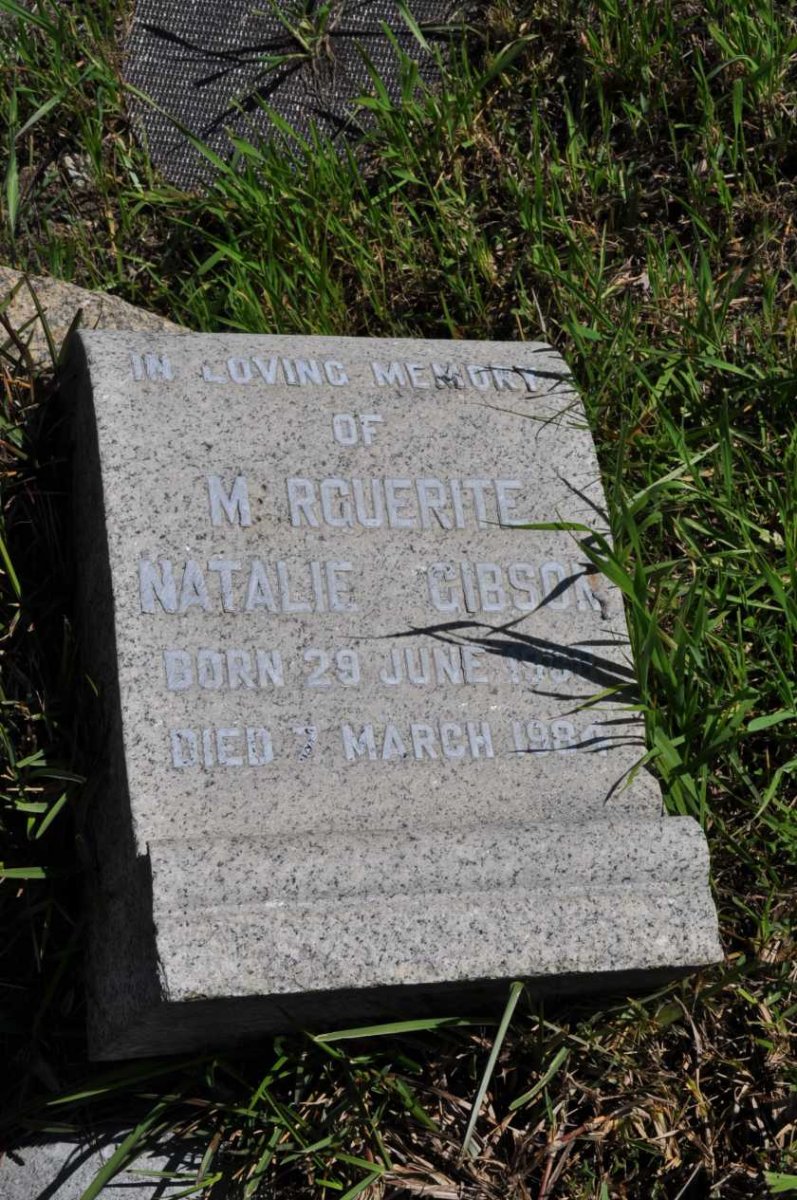 IN LOVING MEMORY
OF
M RGUERITE
NATALIE GIBSON
BORN 29 JUNE
DIED 7 MARCH